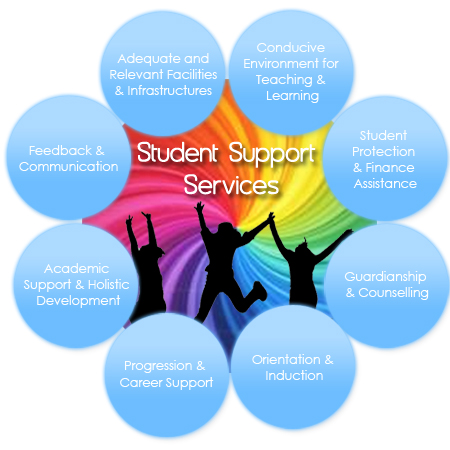 Student Support
Services
Conducive
Environment for
Teaching &
Learning
Student
Protection
& Finance
Assistance
Guardianship
& Counselling
Orientation &
Induction
Progression &
Career Support
Academic
Support & Holistic
Development
Feedback &
Communication
Adequate and
Relevant Facilities
& Infrastructures